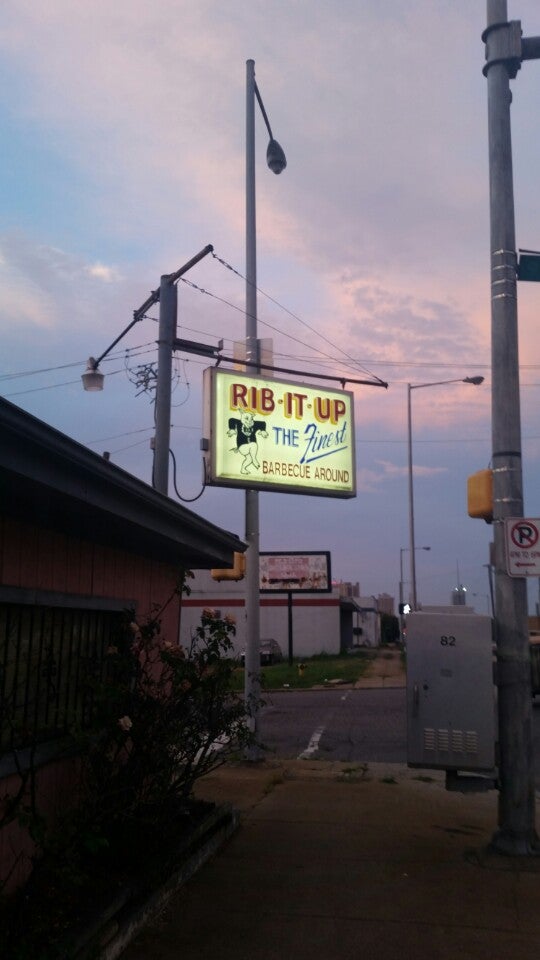 RIB·IT·UP
THE Finest
BARBECUE AROUND
P
82